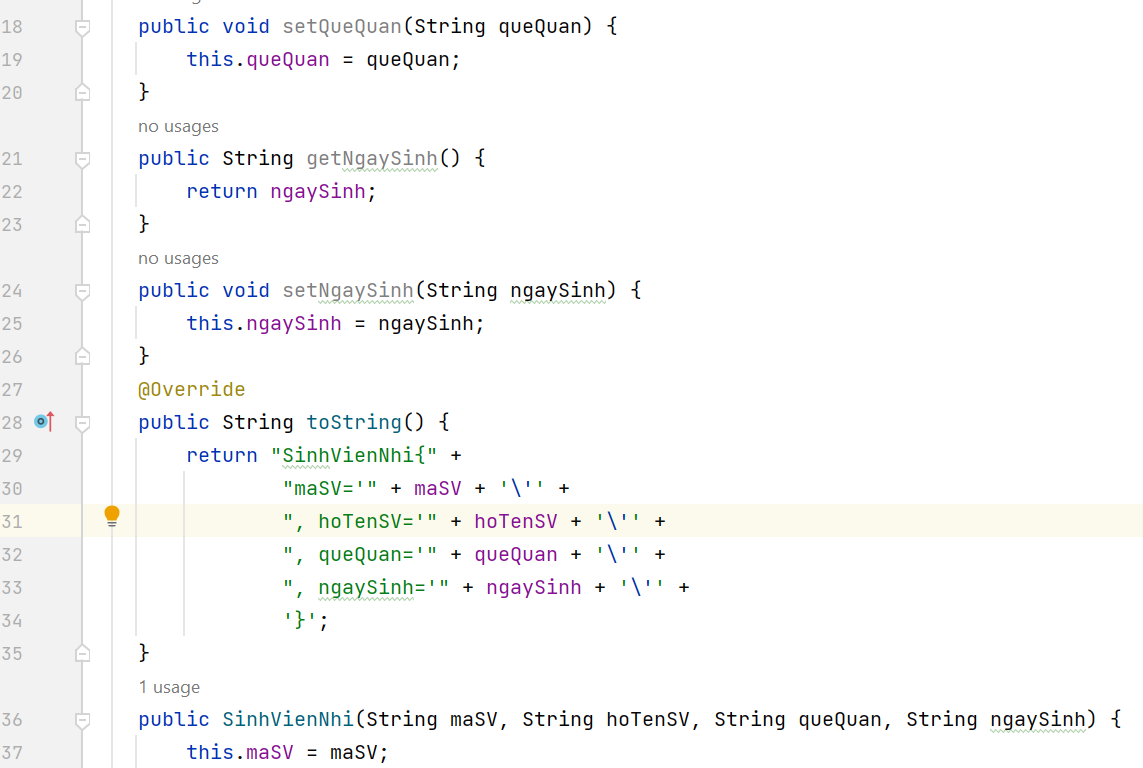 18 public void setQueQuan(String queQuan) {
19 this.queQuan = queQuan;
20 }
no usages
21 public String getNgaySinh() {
22 return ngaySinh;
23 }
no usages
24 public void setNgaySinh(String ngaySinh) {
25 this.ngaySinh = ngaySinh;
26 }
27 @Override
28 public String toString() {
29 return "SinhVienNhi{" +
30 "maSV='" + maSV + '\'' +
31 ", hoTenSV='" + hoTenSV + '\'' +
32 ", queQuan='" + queQuan + '\'' +
33 ", ngaySinh='" + ngaySinh + '\'' +
34 '}';
35 }
1 usage
36 public SinhVienNhi(String maSV, String hoTenSV, String queQuan, String ngaySinh) {
37 this.maSV = maSV;